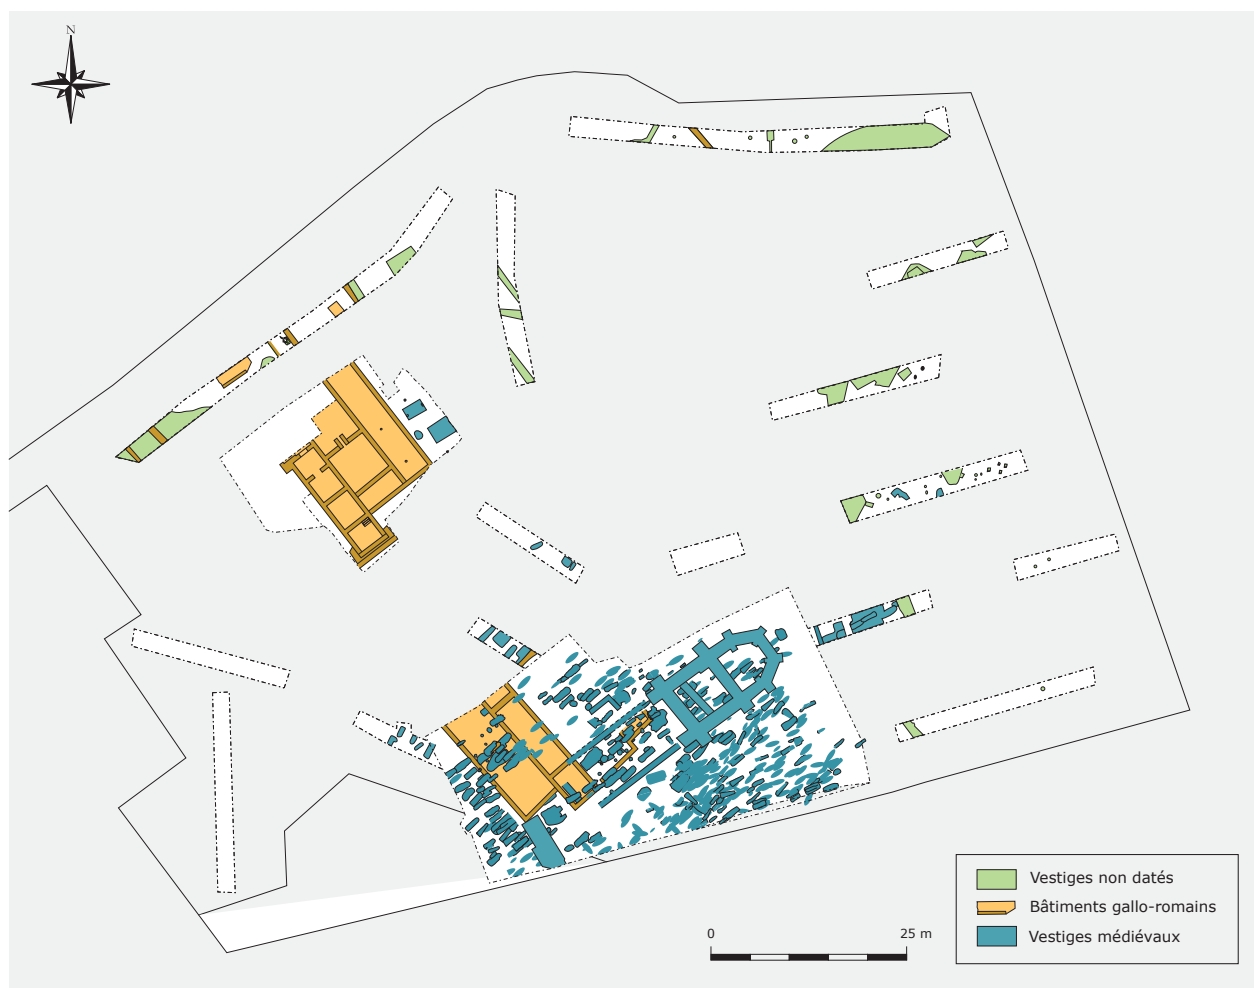 N
Vestiges non datés
Bâtiments gallo-romains
Vestiges médiévaux
0 25 m